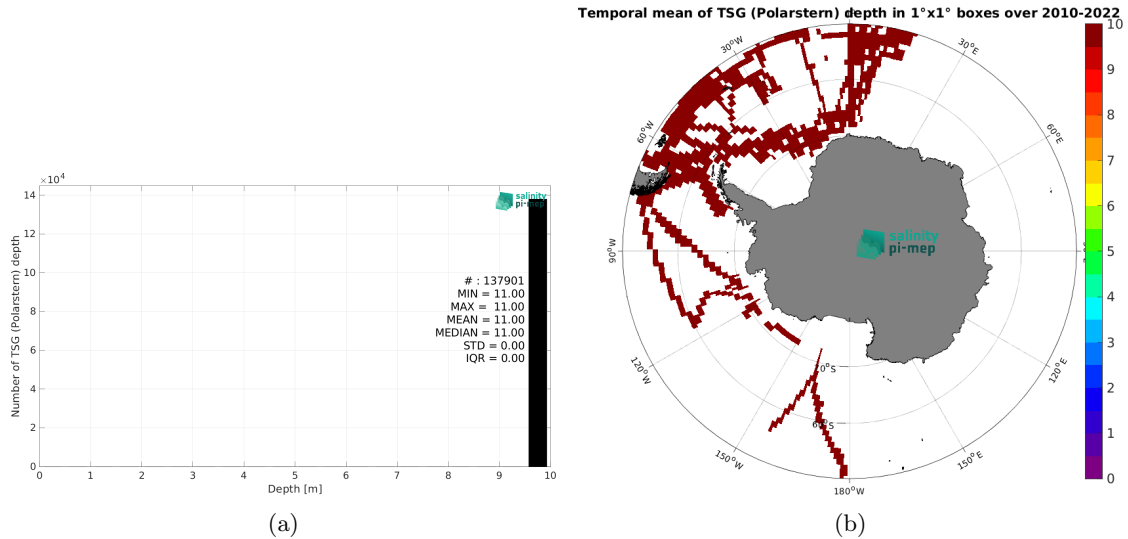 ×10⁴
14
12
10
8
6
4
2
0
Number of TSG (Polarstern) depth
salinity
pi-mep
# : 137901
MIN = 11.00
MAX = 11.00
MEAN = 11.00
MEDIAN = 11.00
STD = 0.00
IQR = 0.00
0 1 2 3 4 5 6 7 8 9 10
Depth [m]
(a)
Temporal mean of TSG (Polarstern) depth in 1°x1° boxes over 2010-2022
30°W
30°E
60°W
60°E
90°W
salinity
pi-mep
120°W
120°E
70°S
60°S
150°W
150°E
180°W
10
9
8
7
6
5
4
3
2
1
0
(b)